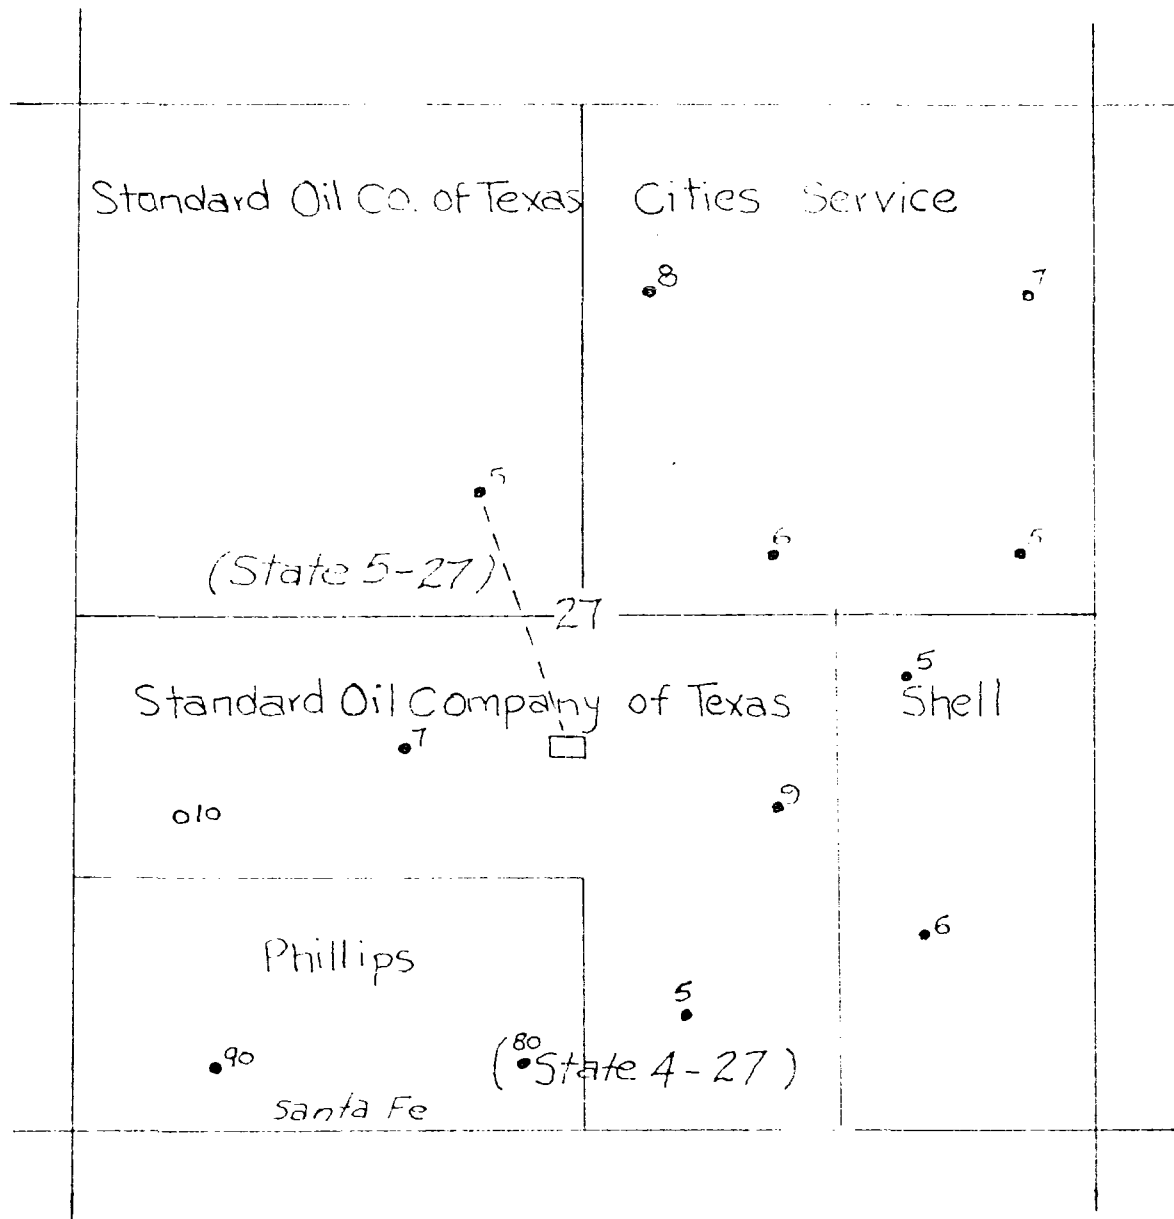 Standard Oil Co. of Texas
Cities Service
8
7
5
(State 5-27)
6
5
27
5
Standard Oil Company of Texas
Shell
7
9
010
6
Phillips
5
80
90
(State 4-27)
Santa Fe